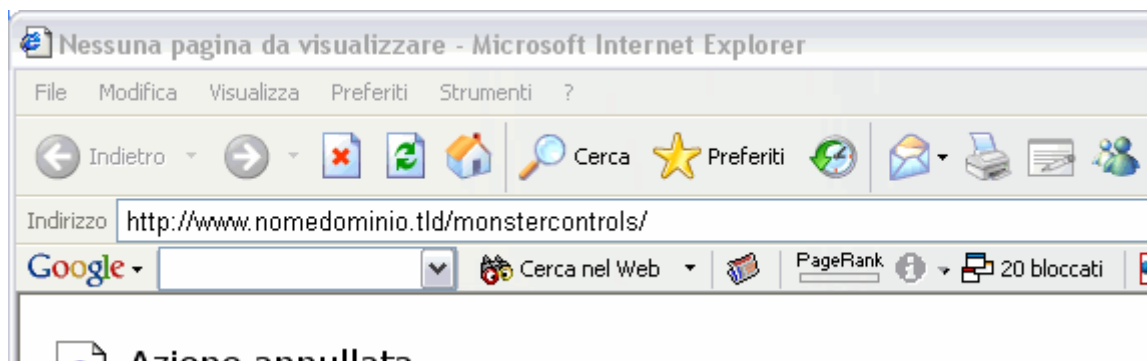 Nessuna pagina da visualizzare - Microsoft Internet Explorer
File Modifica Visualizza Preferiti Strumenti ?
Indietro Cerca Preferiti
Indirizzo http://www.nomedominio.tld/monstercontrols/
Google Cerca nel Web PageRank 20 bloccati
Azione annullata